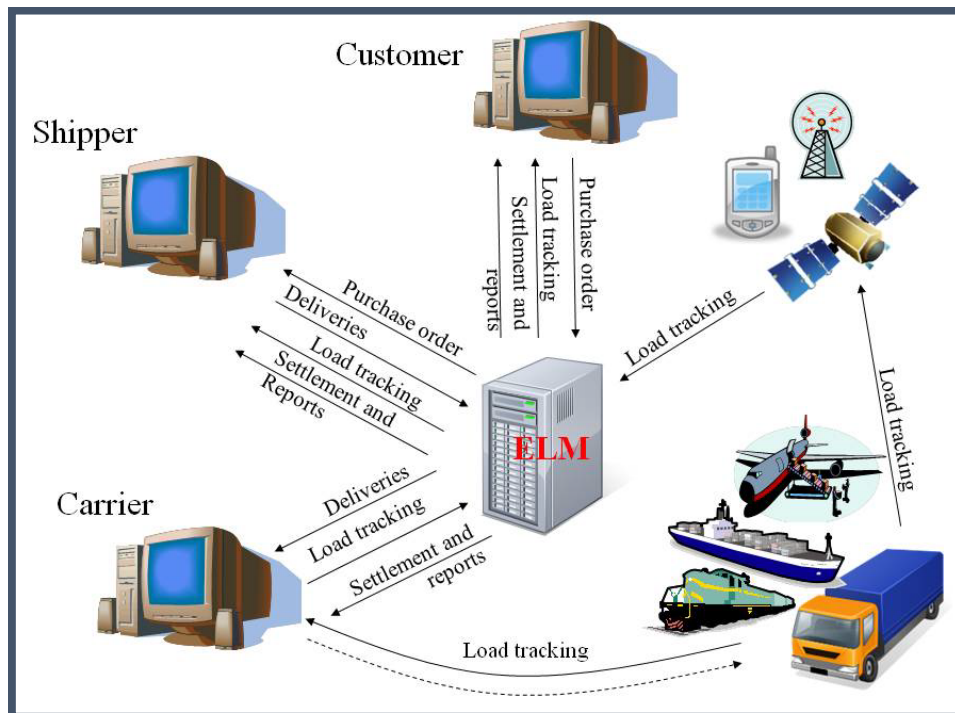 Customer
Shipper
Purchase order
Load tracking
Settlement and
reports
Load tracking
Load tracking
Purchase order
Deliveries
Load tracking
Settlement and
Reports
ELM
Carrier
Deliveries
Load tracking
Settlement and
reports
Load tracking